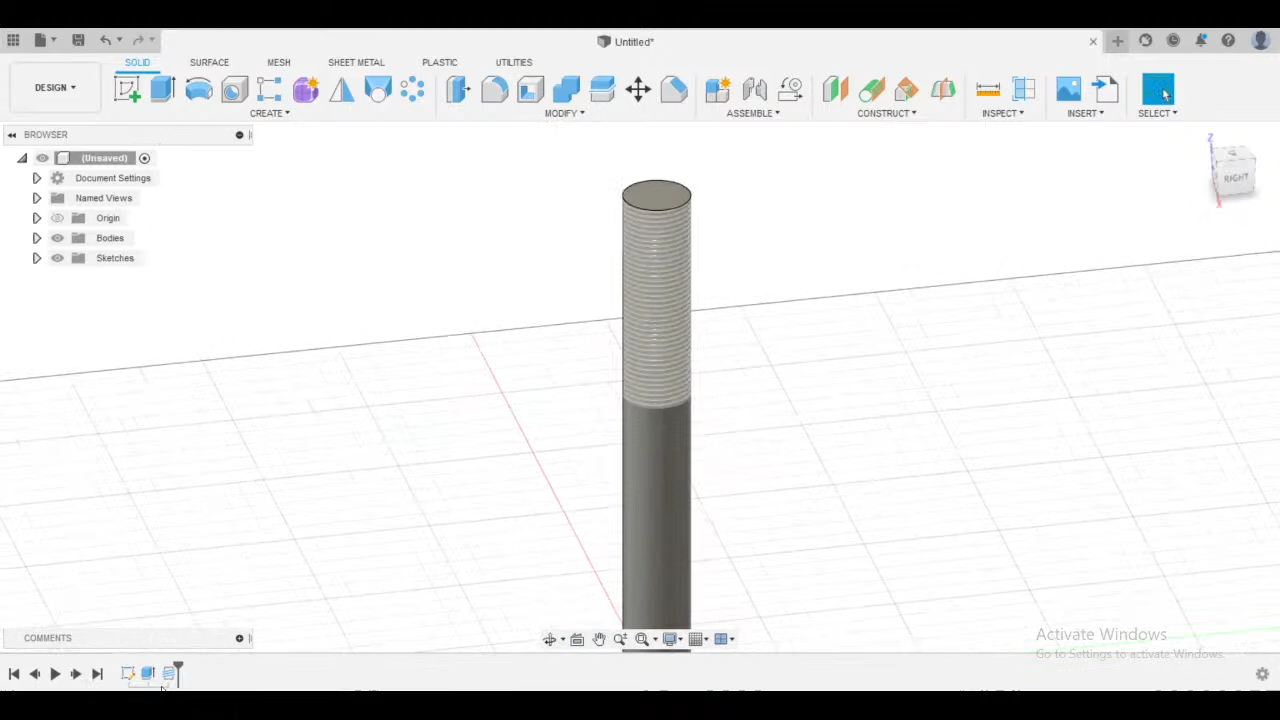 Untitled*
DESIGN
SOLID SURFACE MESH SHEET METAL PLASTIC UTILITIES
CREATE MODIFY ASSEMBLE CONSTRUCT INSPECT INSERT SELECT
BROWSER
(Unsaved)
Document Settings
Named Views
Origin
Bodies
Sketches
Z
RIGHT
X
COMMENTS
Activate Windows
Go to Settings to activate Windows.